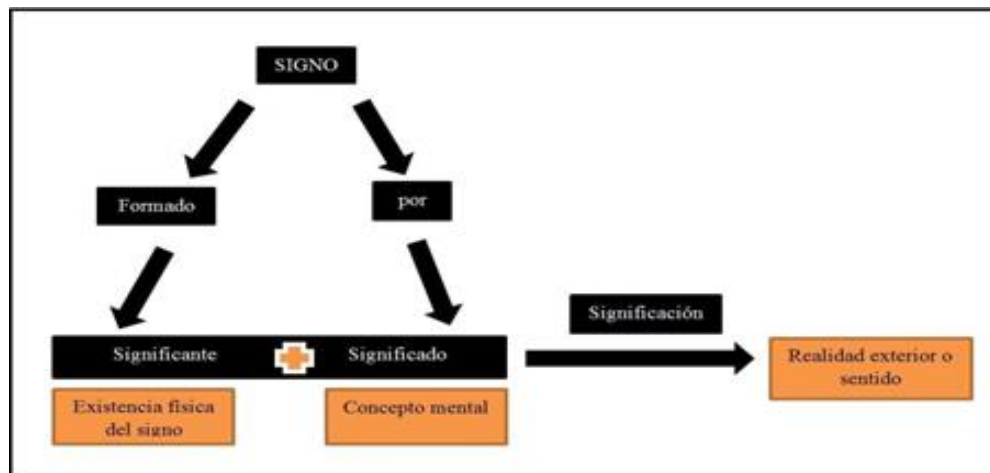 SIGNO
Formado
por
Significación
Significante
Significado
Realidad exterior o
sentido
Existencia física
del signo
Concepto mental